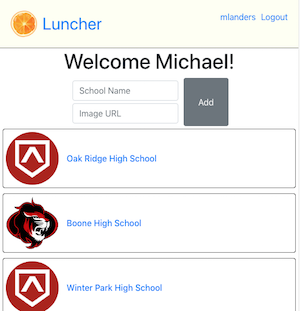 Luncher
mlanders Logout
Welcome Michael!
School Name
Add
Image URL
Oak Ridge High School
Boone High School
Winter Park High School